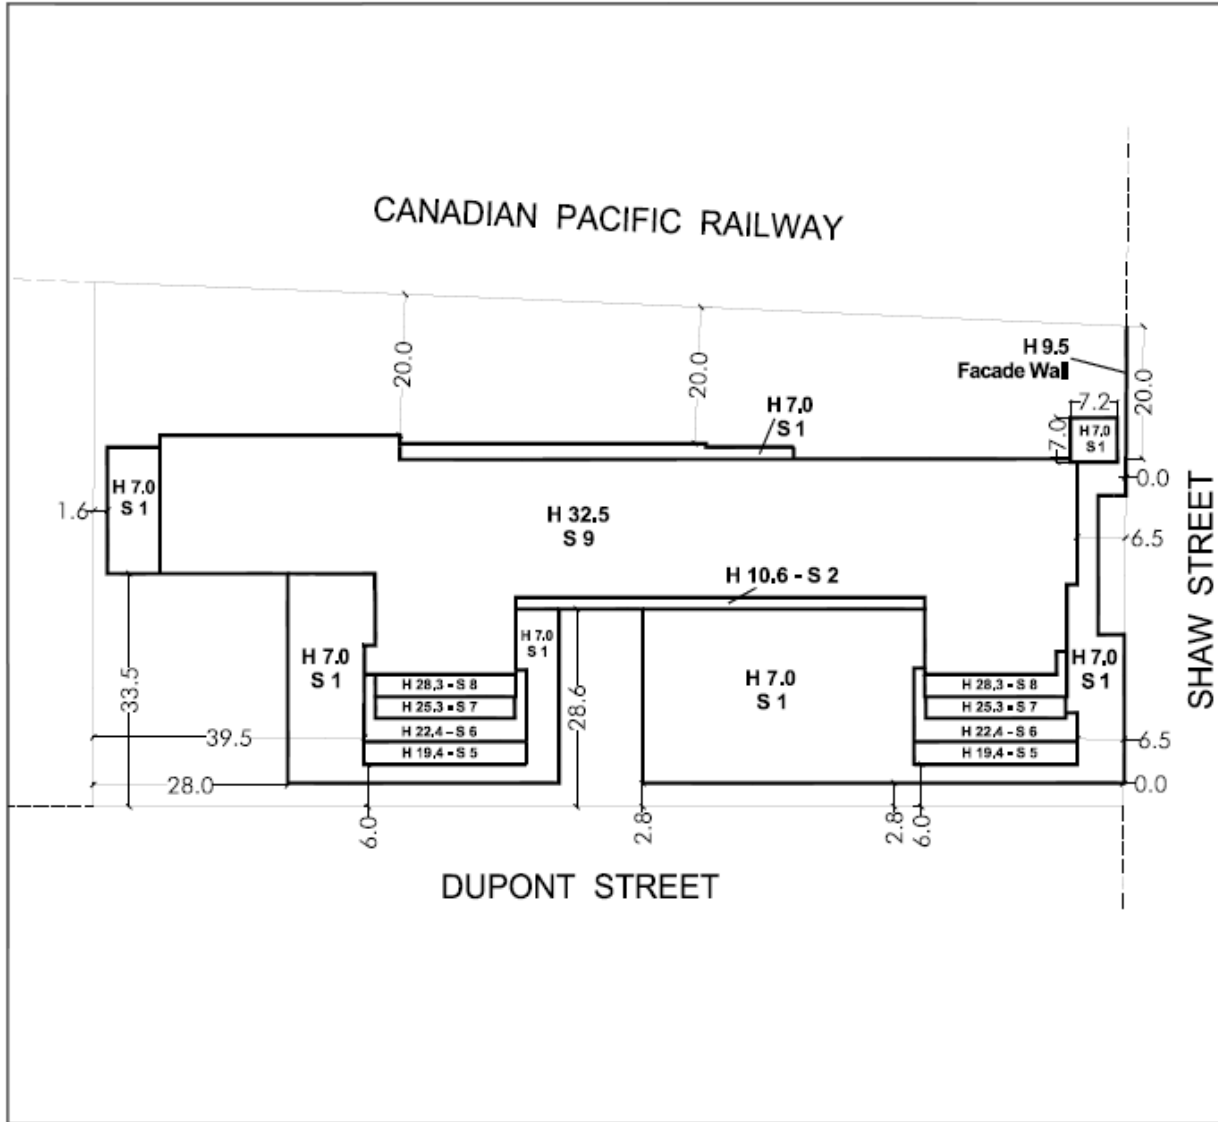 CANADIAN PACIFIC RAILWAY
20.0
20.0
H 9.5
Facade Wall
20.0
7.2
H 7.0
S 1
7.0
H 7.0
S 1
0.0
H 7.0
S 1
1.6
H 32.5
S 9
6.5
SHAW STREET
H 10.6 - S 2
H 7.0
S 1
H 7.0
S 1
H 7.0
S 1
H 7.0
S 1
33.5
28.6
H 28.3 - S 8
H 28.3 - S 8
H 25.3 - S 7
H 25.3 - S 7
H 22.4 - S 6
H 22.4 - S 6
39.5
6.5
H 19.4 - S 5
H 19.4 - S 5
28.0
0.0
6.0
2.8
2.8
6.0
DUPONT STREET